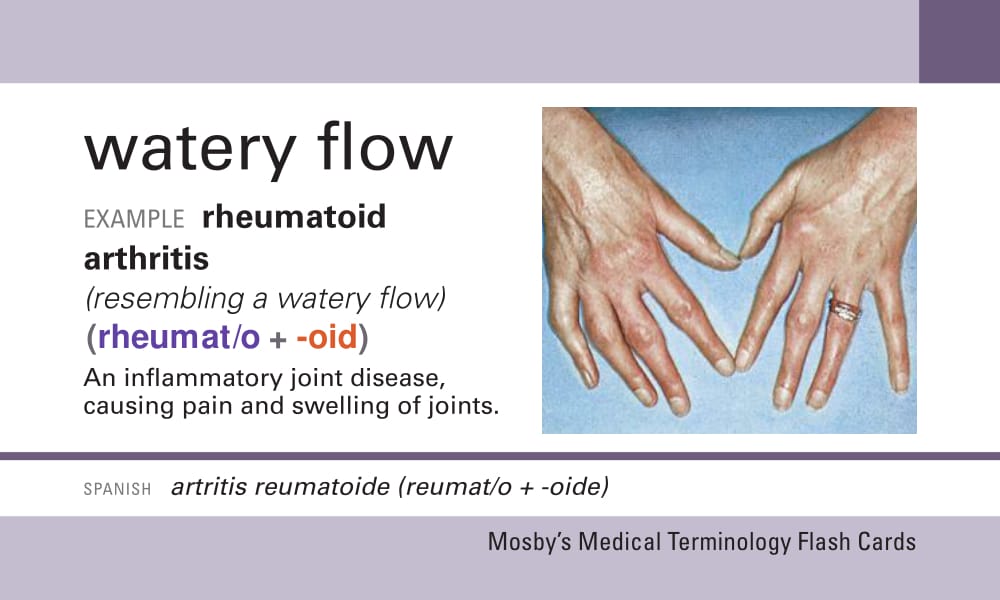 watery flow
EXAMPLE rheumatoid
arthritis
(resembling a watery flow)
(rheumat/o + -oid)
An inflammatory joint disease,
causing pain and swelling of joints.
SPANISH artritis reumatoide (reumat/o + -oide)
Mosby’s Medical Terminology Flash Cards